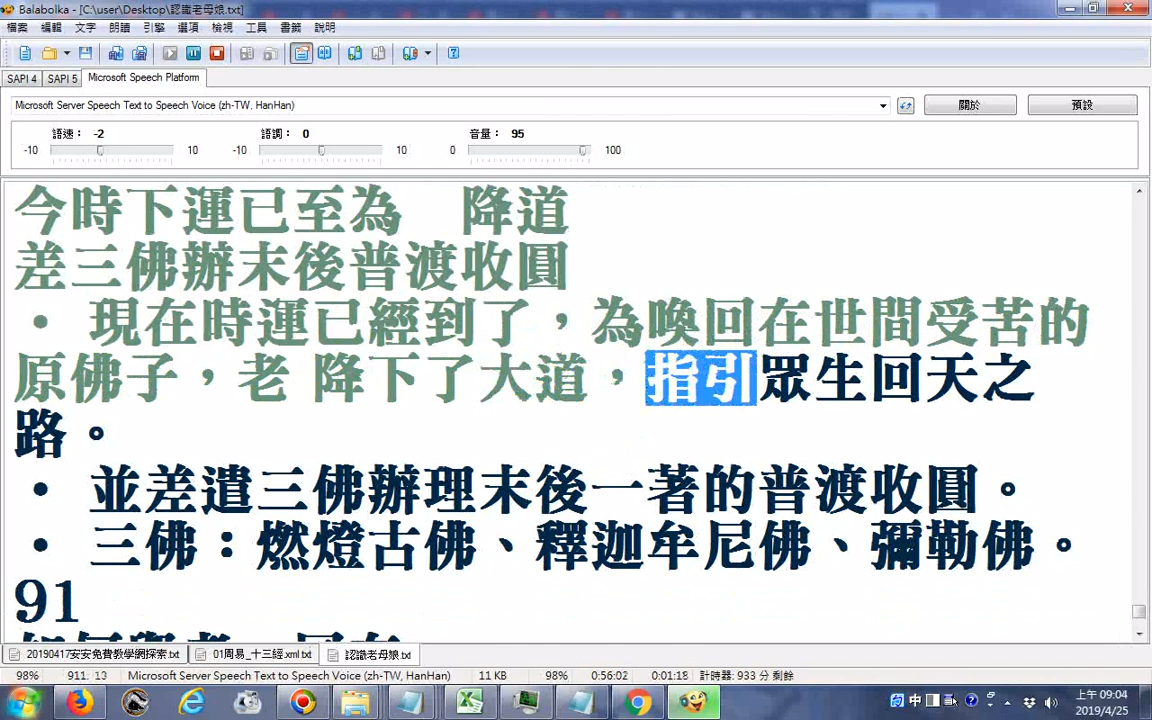 Balabolka - [C:\user\Desktop\認識老母娘.txt]
檔案 編輯 文字 朗讀 引擎 選項 檢視 工具 書籤 說明
SAPI 4 SAPI 5 Microsoft Speech Platform
Microsoft Server Speech Text to Speech Voice (zh-TW, HanHan) 關於 預設
語速： -2 語調： 0 音量： 95
-10 10 -10 10 0 100
今時下運已至為　降道
差三佛辦末後普渡收圓
• 現在時運已經到了，為喚回在世間受苦的
原佛子，老 降下了大道，指引眾生回天之
路。
• 並差遣三佛辦理末後一著的普渡收圓。
• 三佛：燃燈古佛、釋迦牟尼佛、彌勒佛。
91
20190417安安免費教學網探索.txt 01周易_十三經.xml.txt 認識老母娘.txt
98% 911: 13 Microsoft Server Speech Text to Speech Voice (zh-TW, HanHan) 11 KB 98% 0:56:02 0:01:18 計時器: 933 分 剩餘
中 上午 09:04
2019/4/25